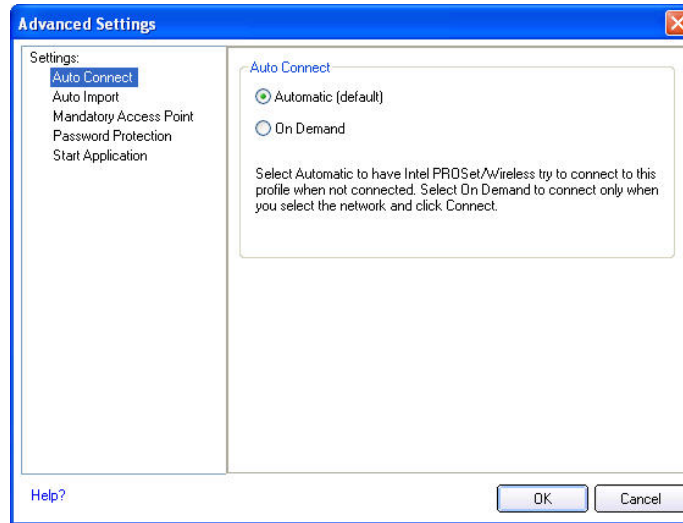 Advanced Settings
Settings:
Auto Connect
Auto Import
Mandatory Access Point
Password Protection
Start Application
Auto Connect
Automatic (default)
On Demand
Select Automatic to have Intel PROSet/Wireless try to connect to this
profile when not connected. Select On Demand to connect only when
you select the network and click Connect.
Help?
OK
Cancel